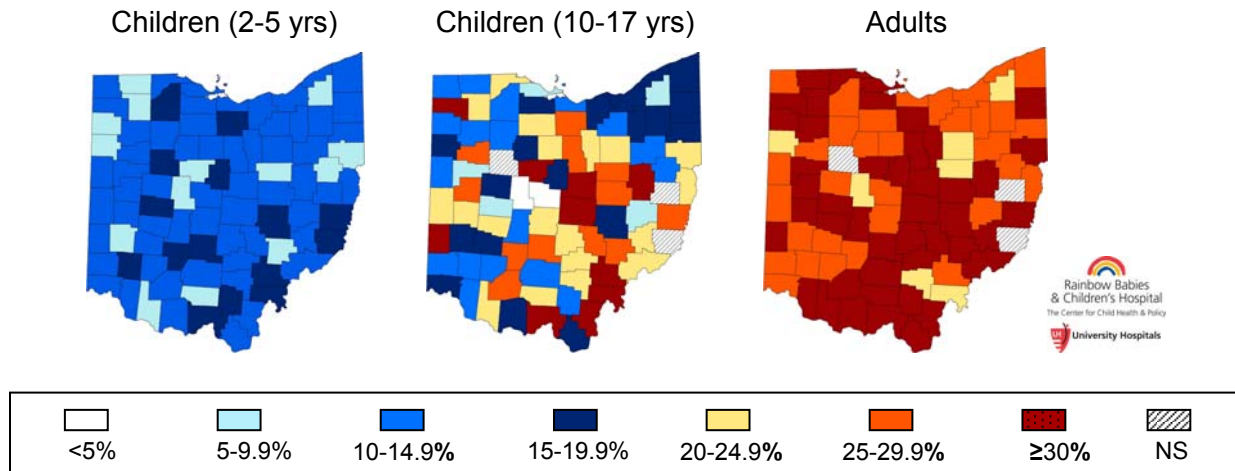 Children (2-5 yrs)
Children (10-17 yrs)
Adults
Rainbow Babies
& Children's Hospital
The Center for Child Health & Policy
UH University Hospitals
<5%
5-9.9%
10-14.9%
15-19.9%
20-24.9%
25-29.9%
≥30%
NS